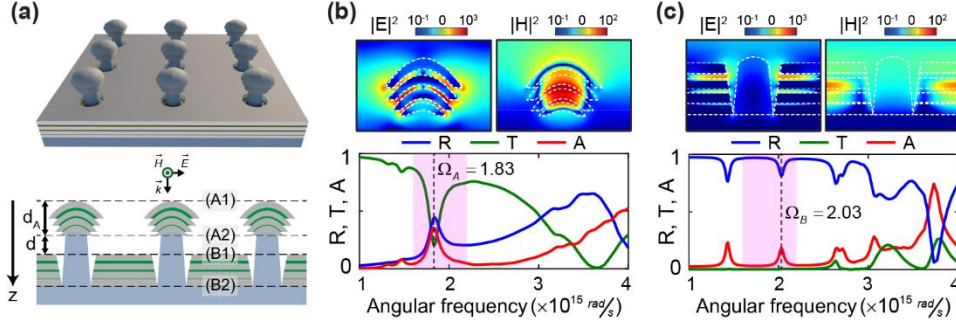 (a)
H⃗
E⃗
k⃗
(A1)
d_A
(A2)
d
(B1)
(B2)
z
(b)
|E|² 10⁻¹ 0 10³
|H|² 10⁻¹ 0 10²
R T A
Ω_A = 1.83
R, T, A
1
0
1 2 3 4
Angular frequency (×10¹⁵ rad/s)
(c)
|E|² 10⁻¹ 0 10³
|H|² 10⁻¹ 0 10²
R T A
Ω_B = 2.03
R, T, A
1
0
1 2 3 4
Angular frequency (×10¹⁵ rad/s)